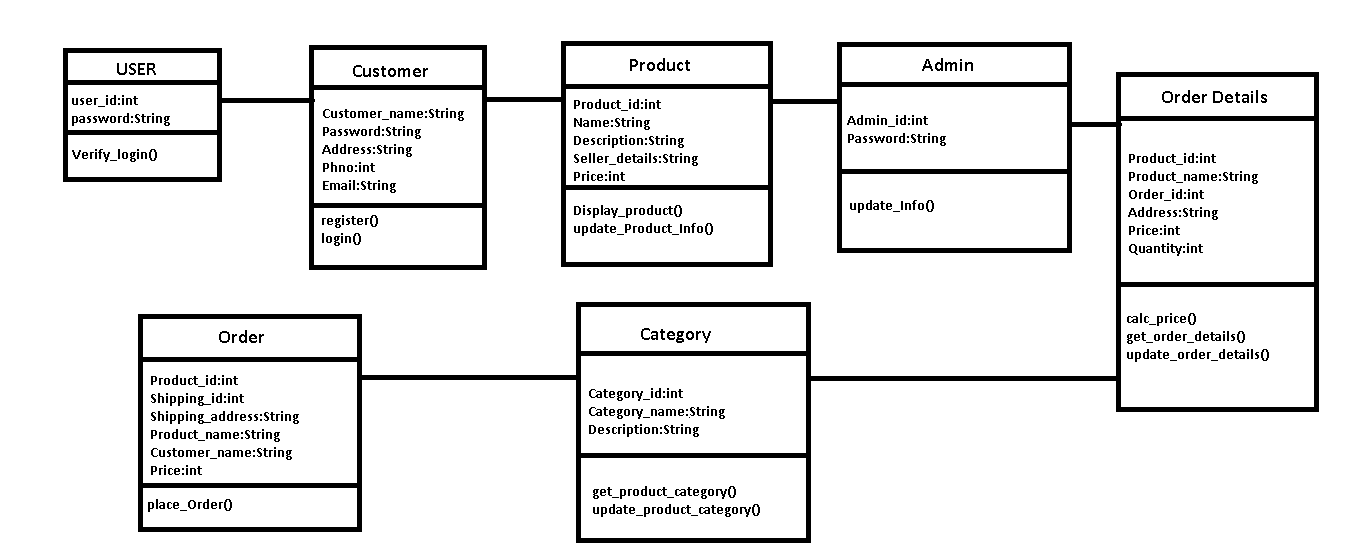 USER
user_id:int
password:String
Verify_login()
Customer
Customer_name:String
Password:String
Address:String
Phno:int
Email:String
register()
login()
Product
Product_id:int
Name:String
Description:String
Seller_details:String
Price:int
Display_product()
update_Product_Info()
Admin
Admin_id:int
Password:String
update_Info()
Order Details
Product_id:int
Product_name:String
Order_id:int
Address:String
Price:int
Quantity:int
calc_price()
get_order_details()
update_order_details()
Order
Product_id:int
Shipping_id:int
Shipping_address:String
Product_name:String
Customer_name:String
Price:int
place_Order()
Category
Category_id:int
Category_name:String
Description:String
get_product_category()
update_product_category()